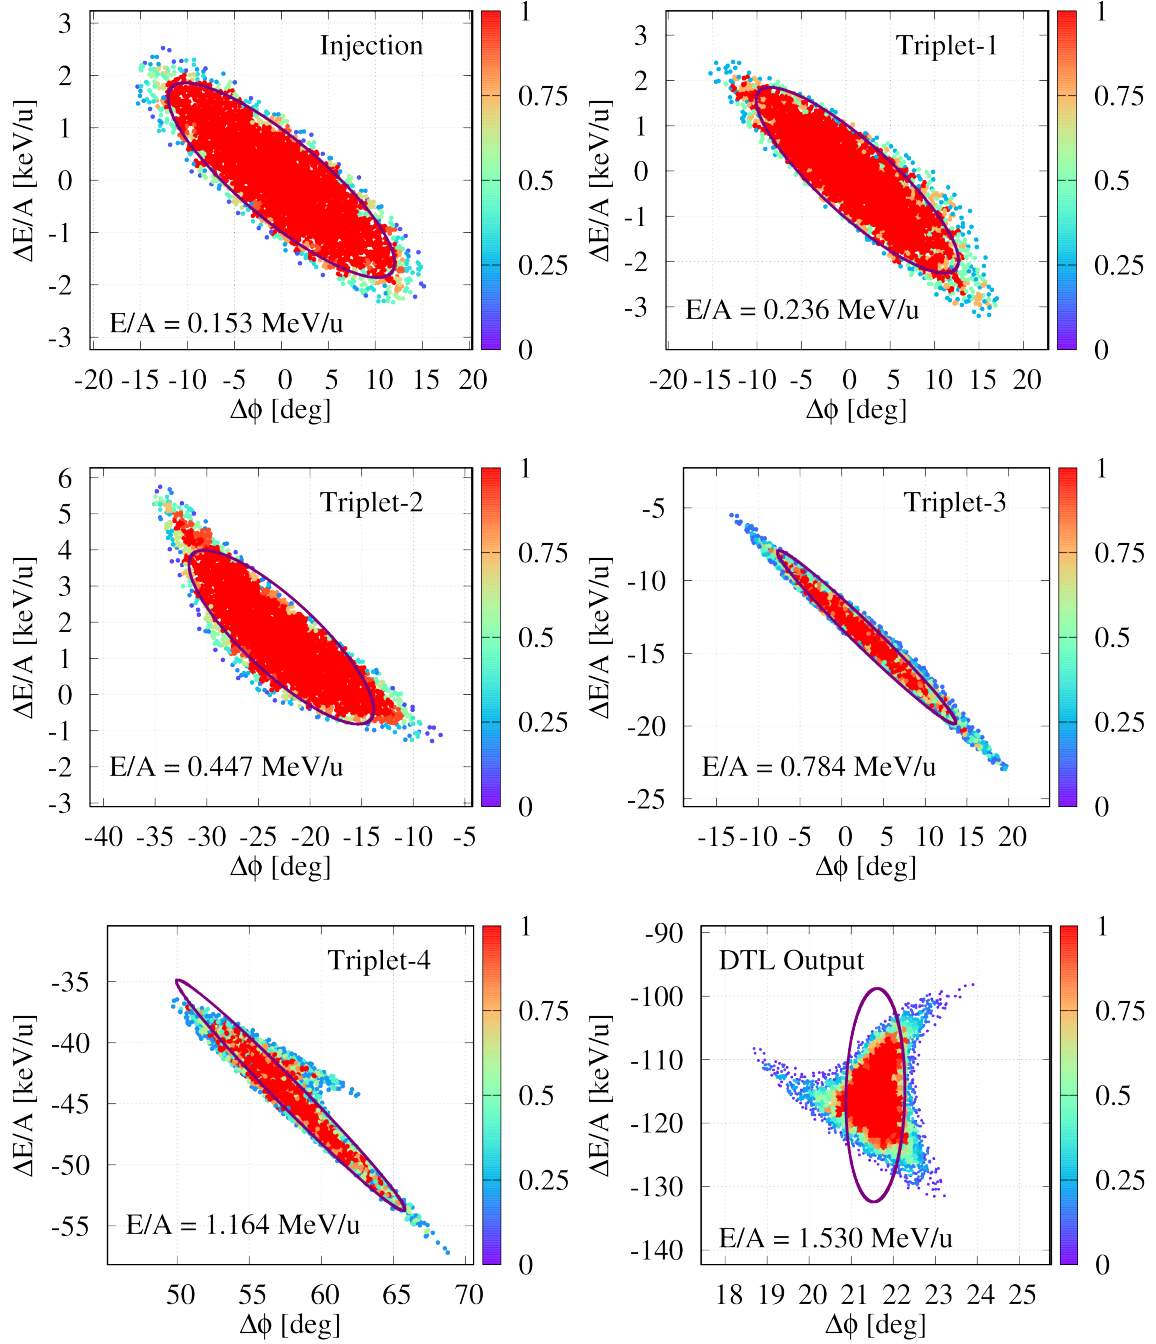 Injection
ΔE/A [keV/u]
3
2
1
0
-1
-2
-3
E/A = 0.153 MeV/u
-20 -15 -10 -5 0 5 10 15 20
Δϕ [deg]
1
0.75
0.5
0.25
0
Triplet-1
ΔE/A [keV/u]
3
2
1
0
-1
-2
-3
E/A = 0.236 MeV/u
-20 -15 -10 -5 0 5 10 15 20
Δϕ [deg]
1
0.75
0.5
0.25
0
Triplet-2
ΔE/A [keV/u]
6
5
4
3
2
1
0
-1
-2
-3
E/A = 0.447 MeV/u
-40 -35 -30 -25 -20 -15 -10 -5
Δϕ [deg]
1
0.75
0.5
0.25
0
Triplet-3
ΔE/A [keV/u]
-5
-10
-15
-20
-25
E/A = 0.784 MeV/u
-15 -10 -5 0 5 10 15 20
Δϕ [deg]
1
0.75
0.5
0.25
0
Triplet-4
ΔE/A [keV/u]
-35
-40
-45
-50
-55
E/A = 1.164 MeV/u
50 55 60 65 70
Δϕ [deg]
1
0.75
0.5
0.25
0
DTL Output
ΔE/A [keV/u]
-90
-100
-110
-120
-130
-140
E/A = 1.530 MeV/u
18 19 20 21 22 23 24 25
Δϕ [deg]
1
0.75
0.5
0.25
0